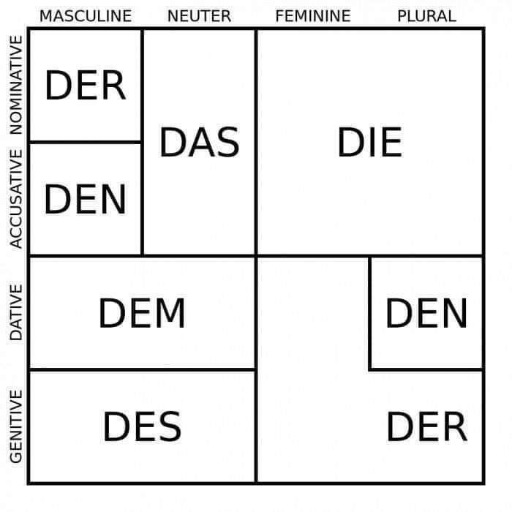 MASCULINE NEUTER FEMININE PLURAL
NOMINATIVE
DER
DAS
DIE
ACCUSATIVE
DEN
DATIVE
DEM
DEN
GENITIVE
DES
DER